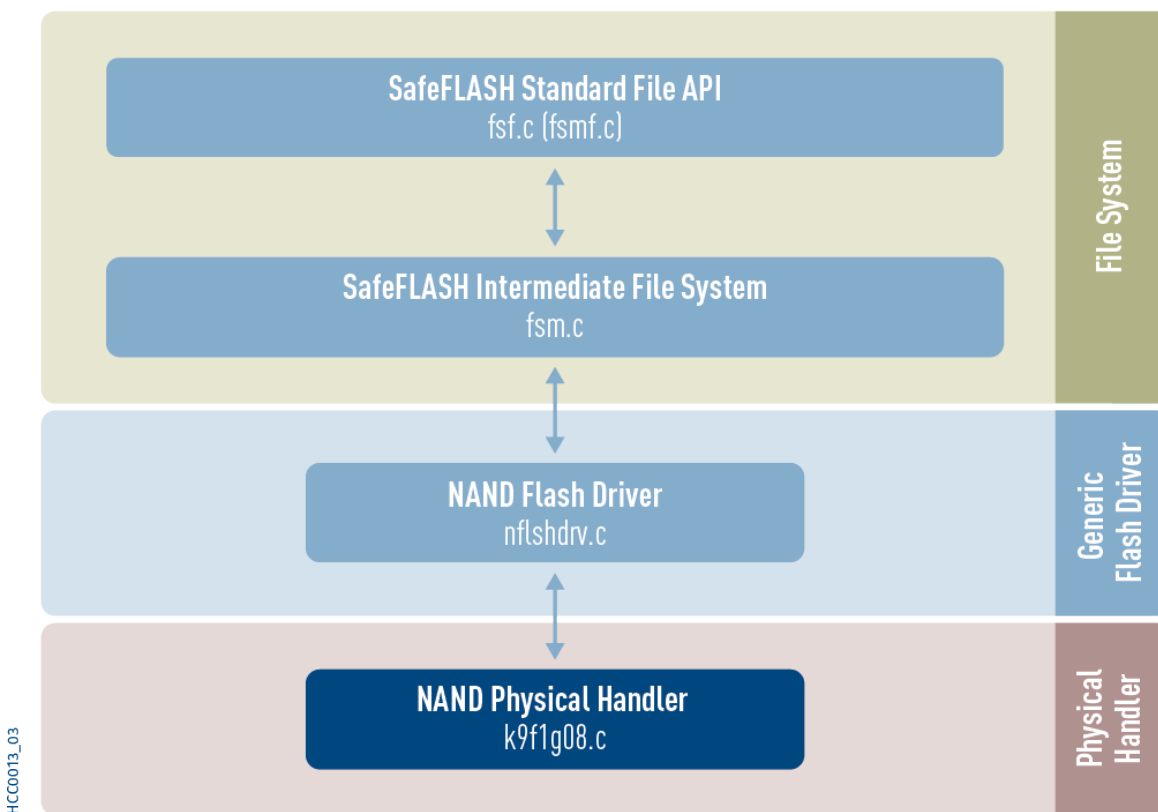 SafeFLASH Standard File API
fsf.c (fsmf.c)
File System
SafeFLASH Intermediate File System
fsm.c
NAND Flash Driver
nflshdrv.c
Generic
Flash Driver
NAND Physical Handler
k9f1g08.c
Physical
Handler
HCC0013_03